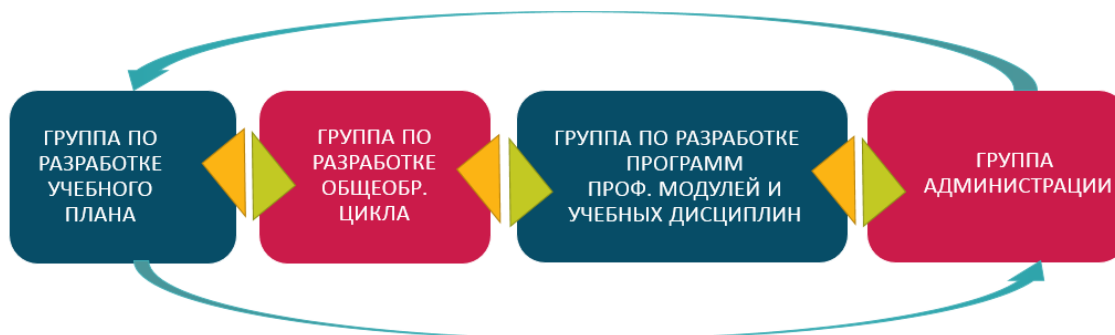 ГРУППА ПО
РАЗРАБОТКЕ
УЧЕБНОГО
ПЛАНА
ГРУППА ПО
РАЗРАБОТКЕ
ОБЩЕОБР.
ЦИКЛА
ГРУППА ПО РАЗРАБОТКЕ
ПРОГРАММ
ПРОФ. МОДУЛЕЙ И
УЧЕБНЫХ ДИСЦИПЛИН
ГРУППА
АДМИНИСТРАЦИИ